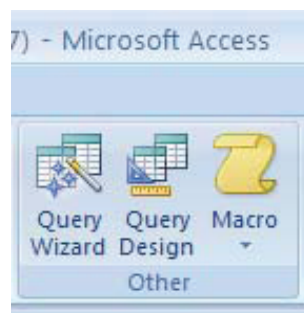 7) - Microsoft Access
Query Query Macro
Wizard Design
Other